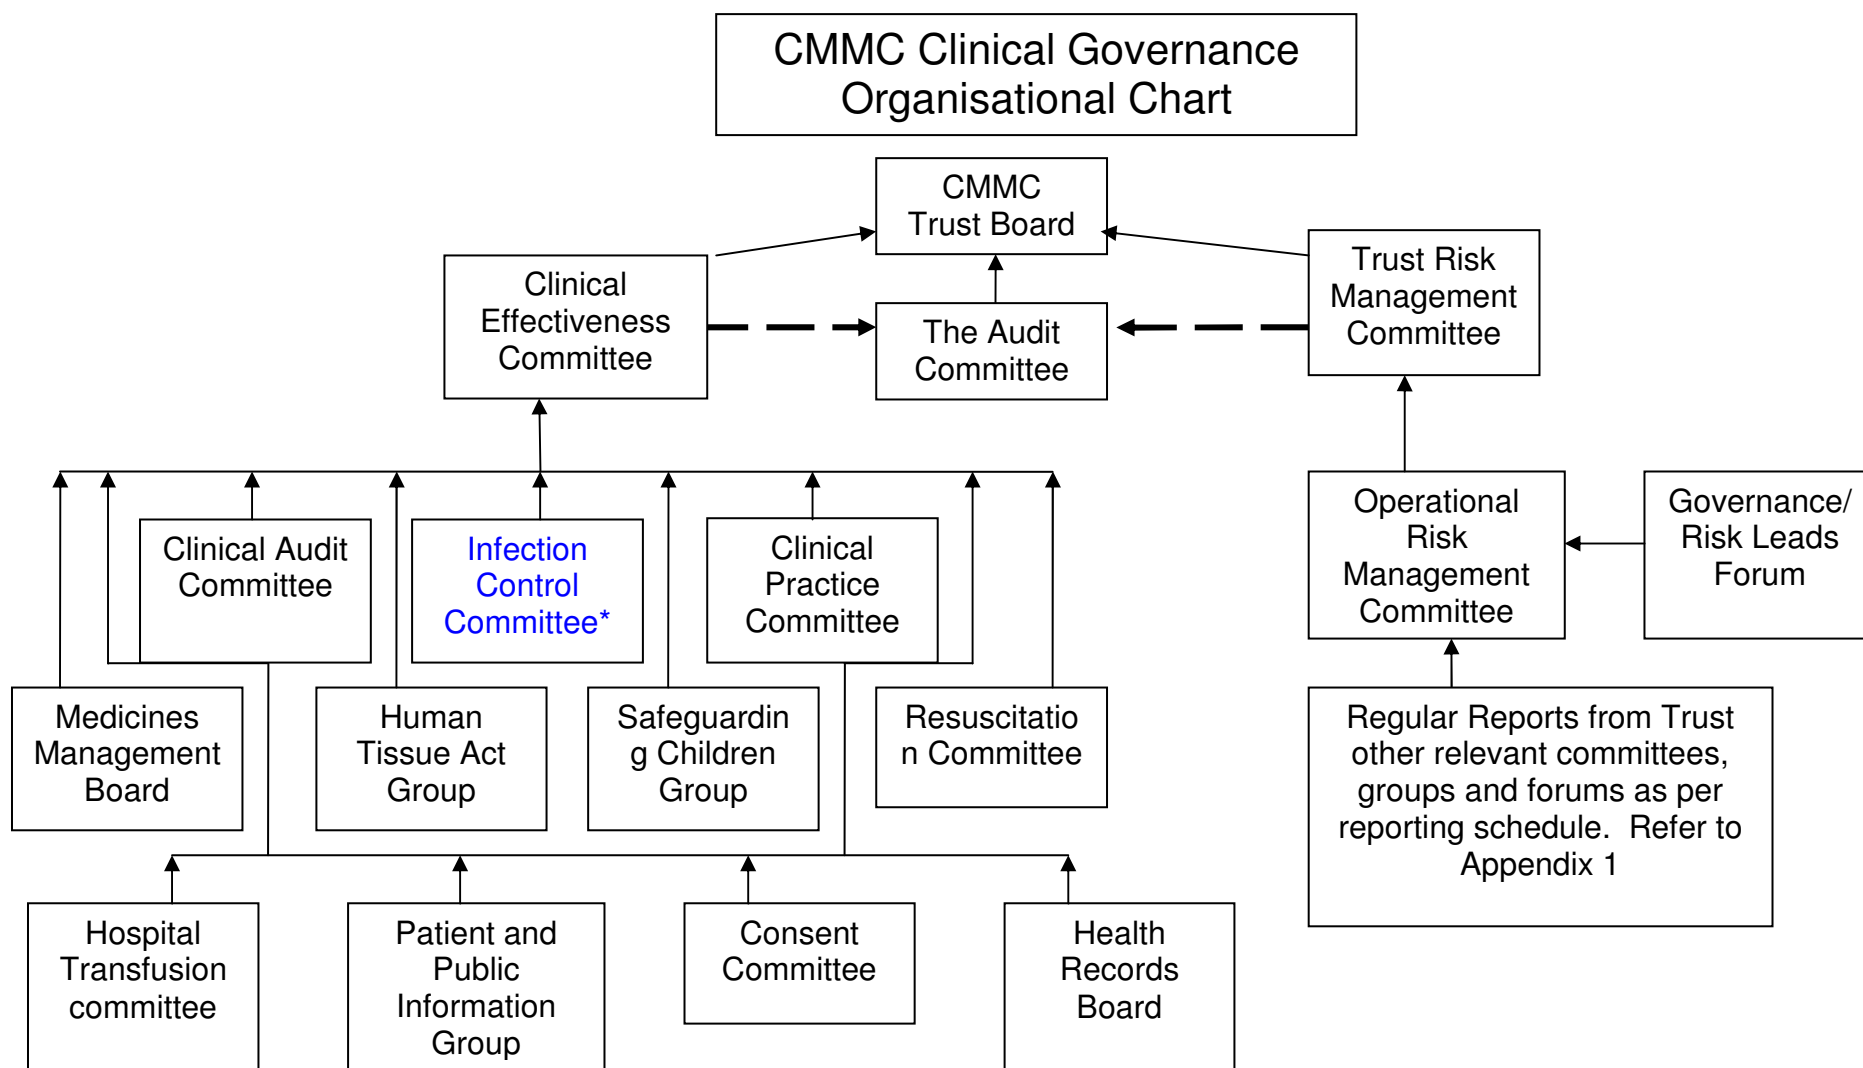 CMMC Clinical Governance
Organisational Chart
CMMC
Trust Board
Clinical
Effectiveness
Committee
The Audit
Committee
Trust Risk
Management
Committee
Clinical Audit
Committee
Infection
Control
Committee*
Clinical
Practice
Committee
Operational
Risk
Management
Committee
Governance/
Risk Leads
Forum
Medicines
Management
Board
Human
Tissue Act
Group
Safeguardin
g Children
Group
Resuscitatio
n Committee
Regular Reports from Trust
other relevant committees,
groups and forums as per
reporting schedule.  Refer to
Appendix 1
Hospital
Transfusion
committee
Patient and
Public
Information
Group
Consent
Committee
Health
Records
Board